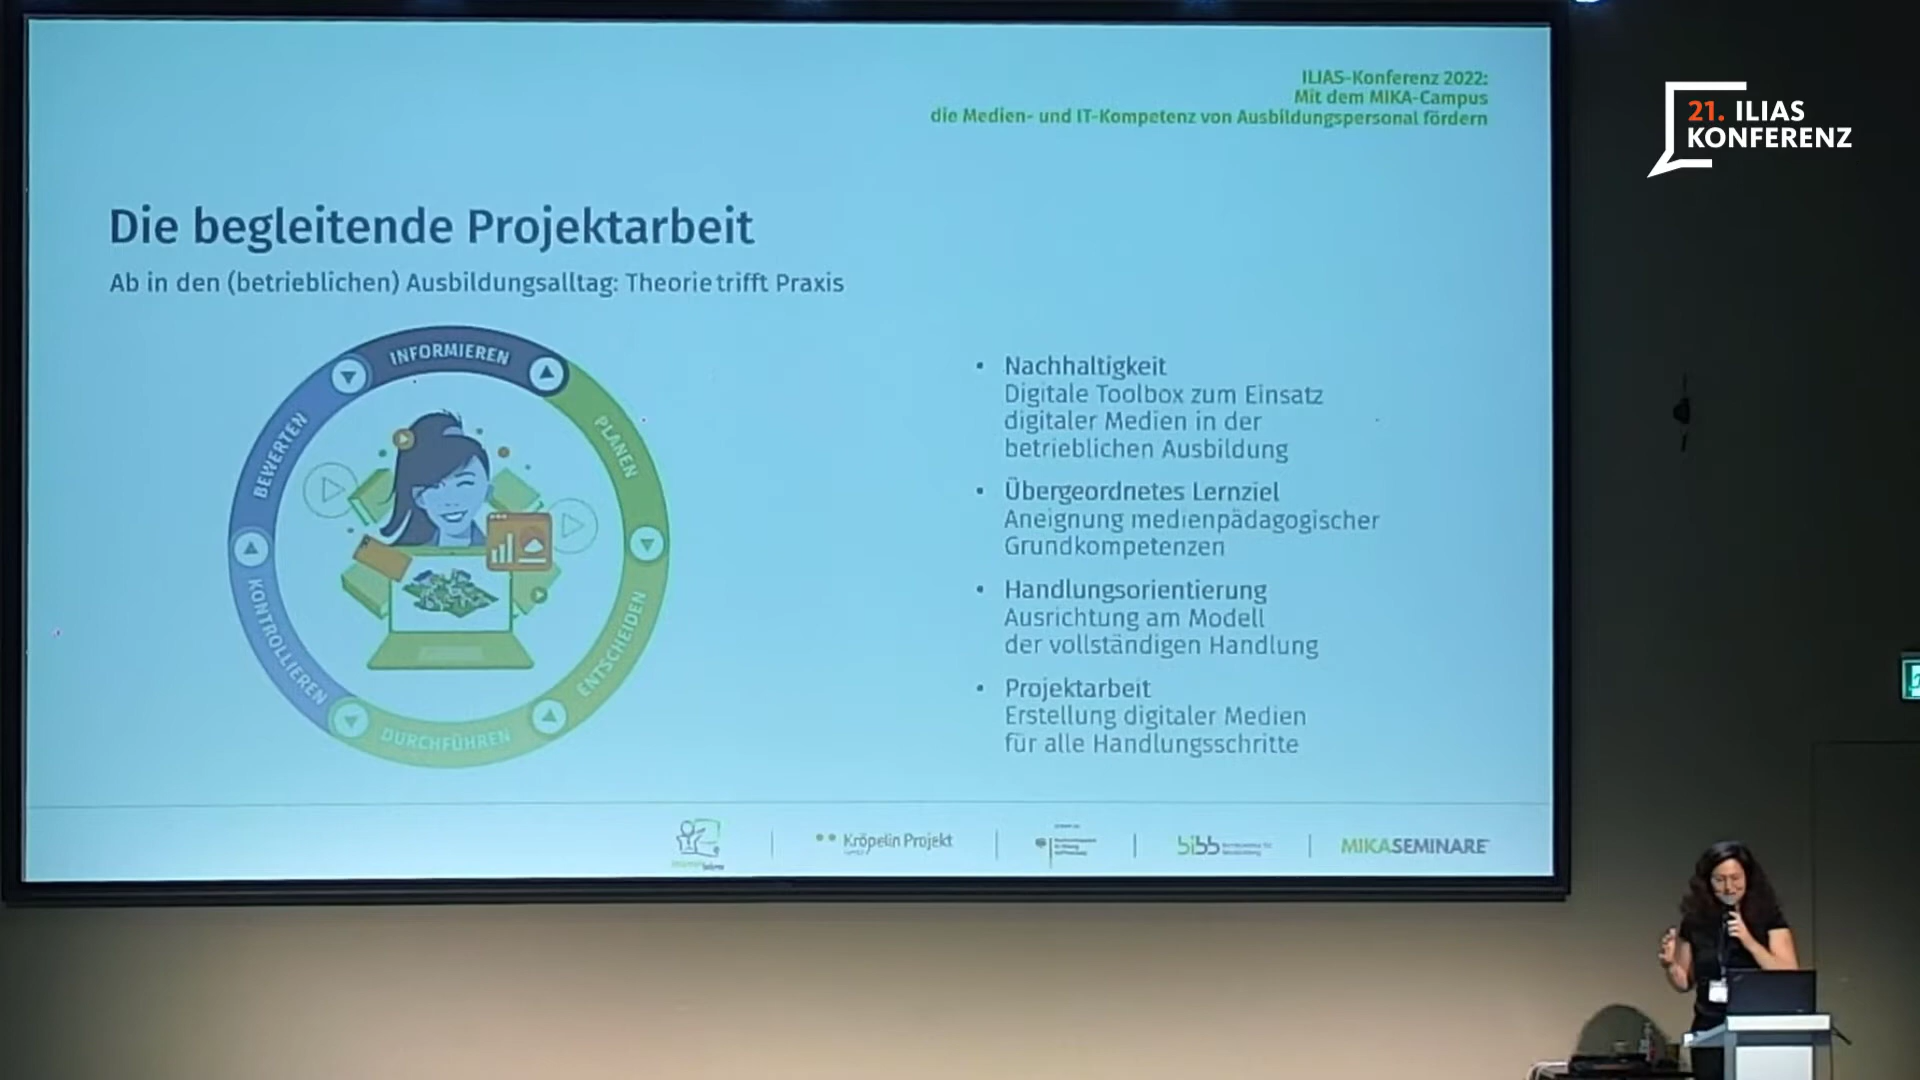 ILIAS-Konferenz 2022:
Mit dem MIKA-Campus
die Medien- und IT-Kompetenz von Ausbildungspersonal fördern
21. ILIAS
KONFERENZ
Die begleitende Projektarbeit
Ab in den (betrieblichen) Ausbildungsalltag: Theorie trifft Praxis
INFORMIEREN
PLANEN
ENTSCHEIDEN
DURCHFÜHREN
KONTROLLIEREN
BEWERTEN
• Nachhaltigkeit
Digitale Toolbox zum Einsatz
digitaler Medien in der
betrieblichen Ausbildung
• Übergeordnetes Lernziel
Aneignung medienpädagogischer
Grundkompetenzen
• Handlungsorientierung
Ausrichtung am Modell
der vollständigen Handlung
• Projektarbeit
Erstellung digitaler Medien
für alle Handlungsschritte
Kröpelin Projekt
bibb
MIKASEMINARE